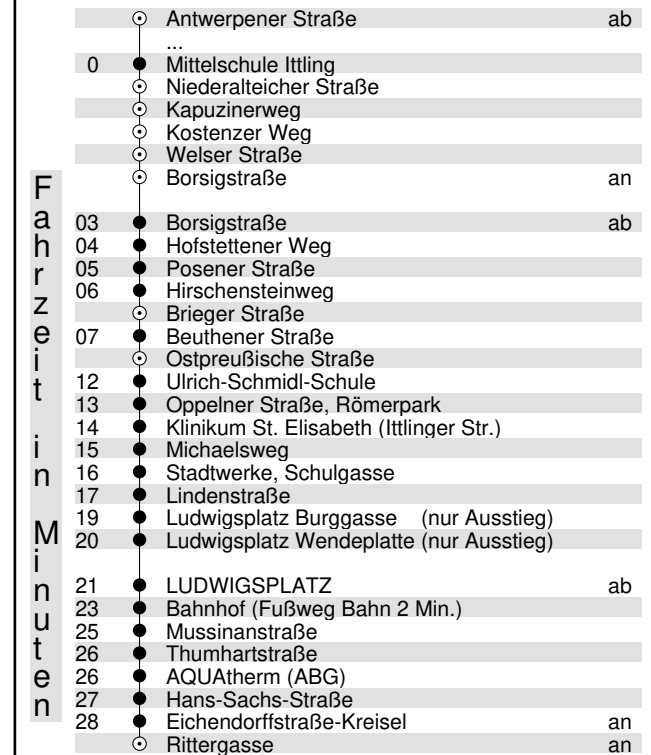 Antwerpener Straße ab
...
0 Mittelschule Ittling
Niederalteicher Straße
Kapuzinerweg
Kostenzer Weg
Welser Straße
Borsigstraße an
03 Borsigstraße ab
04 Hofstettener Weg
05 Posener Straße
06 Hirschensteinweg
Brieger Straße
07 Beuthener Straße
Ostpreußische Straße
12 Ulrich-Schmidl-Schule
13 Oppelner Straße, Römerpark
14 Klinikum St. Elisabeth (Ittlinger Str.)
15 Michaelsweg
16 Stadtwerke, Schulgasse
17 Lindenstraße
19 Ludwigsplatz Burggasse (nur Ausstieg)
20 Ludwigsplatz Wendeplatte (nur Ausstieg)
21 LUDWIGSPLATZ ab
23 Bahnhof (Fußweg Bahn 2 Min.)
25 Mussinanstraße
26 Thumhartstraße
26 AQUAtherm (ABG)
27 Hans-Sachs-Straße
28 Eichendorffstraße-Kreisel an
Rittergasse an
Fahrzeit in Minuten